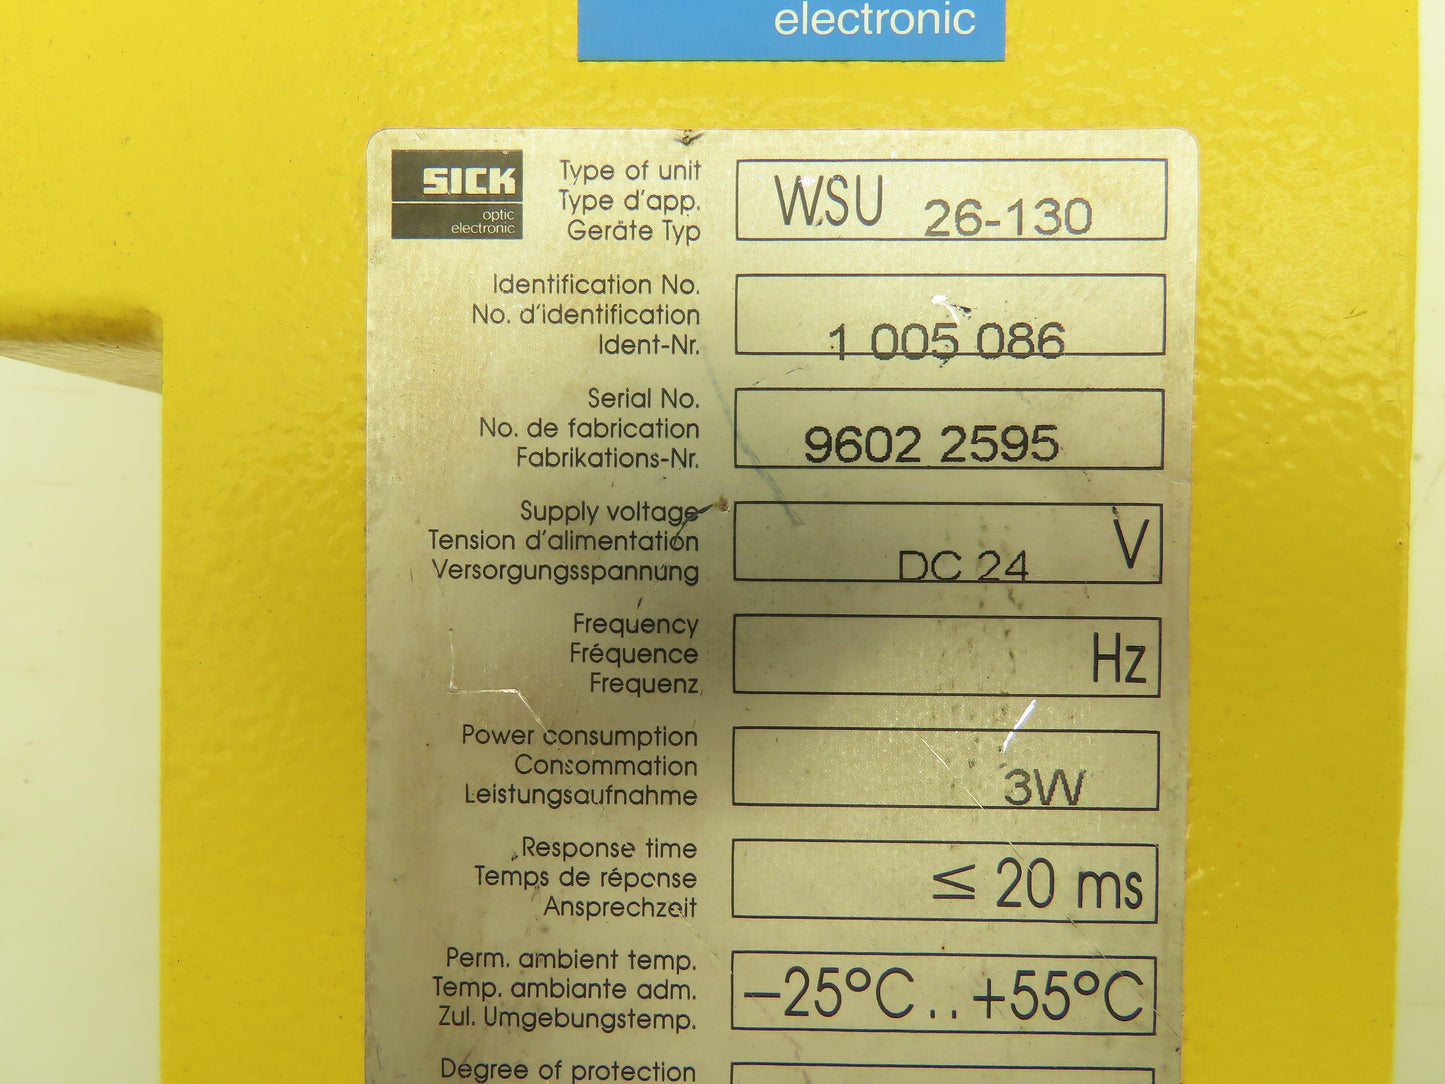 electronic
SICK
optic
electronic
Type of unit
Type d'app.
Geräte Typ
WSU 26-130
Identification No.
No. d'identification
Ident-Nr.
1 005 086
Serial No.
No. de fabrication
Fabrikations-Nr.
9602 2595
Supply voltage
Tension d'alimentation
Versorgungsspannung
DC 24 V
Frequency
Fréquence
Frequenz
Hz
Power consumption
Consommation
Leistungsaufnahme
3W
Response time
Temps de réponse
Ansprechzeit
≤ 20 ms
Perm. ambient temp.
Temp. ambiante adm.
Zul. Umgebungstemp.
–25°C .. +55°C
Degree of protection